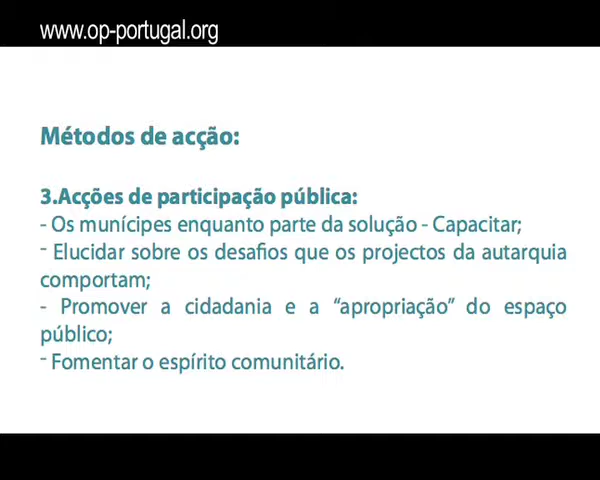 www.op-portugal.org
Métodos de acção:
3.Acções de participação pública:
- Os munícipes enquanto parte da solução - Capacitar;
- Elucidar sobre os desafios que os projectos da autarquia
comportam;
- Promover a cidadania e a “apropriação” do espaço
público;
- Fomentar o espírito comunitário.